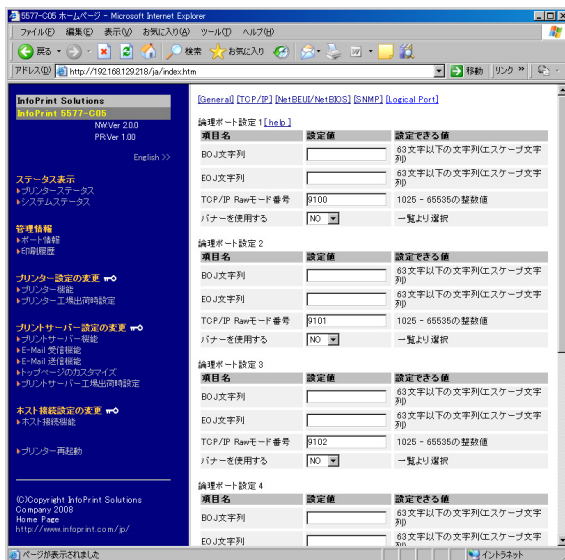 5577-C05 ホームページ - Microsoft Internet Explorer
ファイル(F) 編集(E) 表示(V) お気に入り(A) ツール(T) ヘルプ(H)
戻る 検索 お気に入り
アドレス(D) http://192.168.129.218/ja/index.htm 移動 リンク »
InfoPrint Solutions
InfoPrint 5577-C05
NW.Ver 2.0.0
PR.Ver 1.00
English >>
ステータス表示
プリンターステータス
システムステータス
管理情報
ポート情報
印刷履歴
プリンター設定の変更
プリンター機能
プリンター工場出荷時設定
プリントサーバー設定の変更
プリントサーバー機能
E-Mail 受信機能
E-Mail 送信機能
トップページのカスタマイズ
プリントサーバー工場出荷時設定
ホスト接続設定の変更
ホスト接続機能
プリンター再起動
(C)Copyright InfoPrint Solutions
Company 2008
Home Page
http://www.infoprint.com/jp/
[General] [TCP/IP] [NetBEUI/NetBIOS] [SNMP] [Logical Port]
論理ポート設定 1 [help]
項目名 設定値 設定できる値
BOJ文字列 63文字以下の文字列(エスケープ文字列)
EOJ文字列 63文字以下の文字列(エスケープ文字列)
TCP/IP Rawモード番号 9100 1025 - 65535の整数値
バナーを使用する NO 一覧より選択
論理ポート設定 2
項目名 設定値 設定できる値
BOJ文字列 63文字以下の文字列(エスケープ文字列)
EOJ文字列 63文字以下の文字列(エスケープ文字列)
TCP/IP Rawモード番号 9101 1025 - 65535の整数値
バナーを使用する NO 一覧より選択
論理ポート設定 3
項目名 設定値 設定できる値
BOJ文字列 63文字以下の文字列(エスケープ文字列)
EOJ文字列 63文字以下の文字列(エスケープ文字列)
TCP/IP Rawモード番号 9102 1025 - 65535の整数値
バナーを使用する NO 一覧より選択
論理ポート設定 4
項目名 設定値 設定できる値
BOJ文字列 63文字以下の文字列(エスケープ文字列)
EOJ文字列 63文字以下の文字列(エスケープ文字
ページが表示されました イントラネット